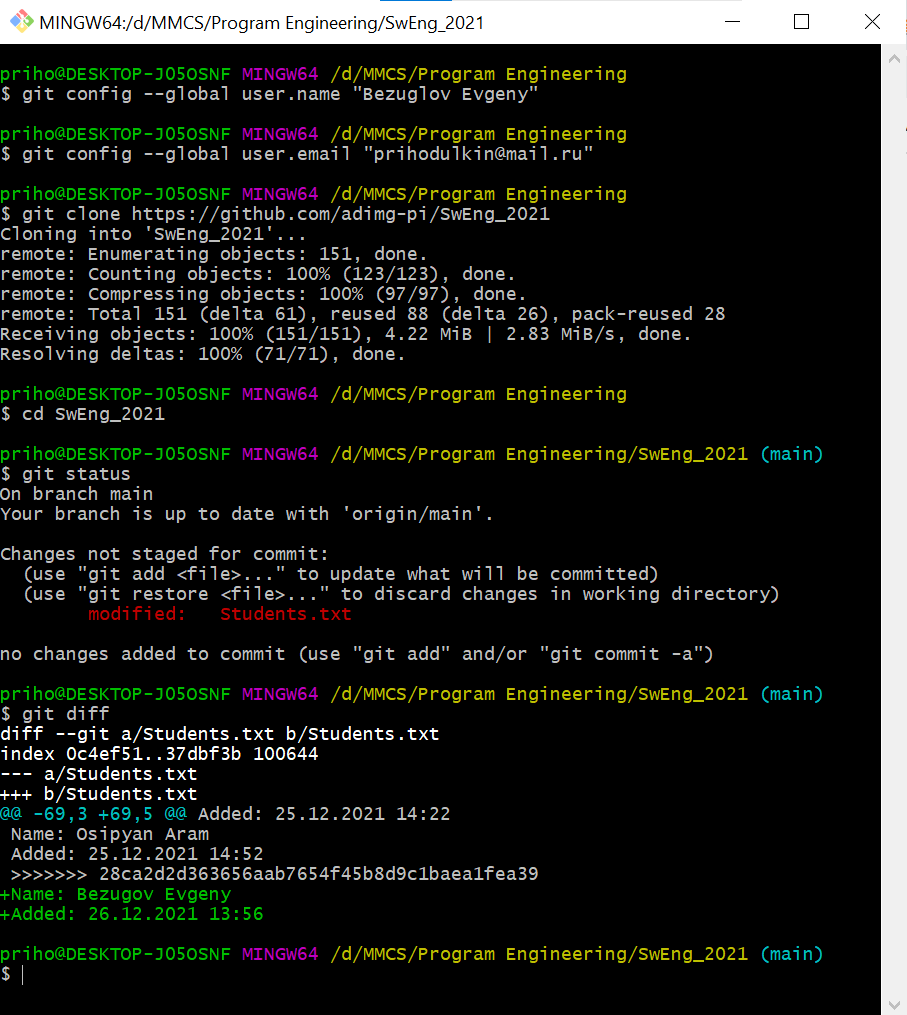 MINGW64:/d/MMCS/Program Engineering/SwEng_2021
priho@DESKTOP-J05OSNF MINGW64 /d/MMCS/Program Engineering
$ git config --global user.name "Bezuglov Evgeny"
priho@DESKTOP-J05OSNF MINGW64 /d/MMCS/Program Engineering
$ git config --global user.email "prihodulkin@mail.ru"
priho@DESKTOP-J05OSNF MINGW64 /d/MMCS/Program Engineering
$ git clone https://github.com/adimg-pi/SwEng_2021
Cloning into 'SwEng_2021'...
remote: Enumerating objects: 151, done.
remote: Counting objects: 100% (123/123), done.
remote: Compressing objects: 100% (97/97), done.
remote: Total 151 (delta 61), reused 88 (delta 26), pack-reused 28
Receiving objects: 100% (151/151), 4.22 MiB | 2.83 MiB/s, done.
Resolving deltas: 100% (71/71), done.
priho@DESKTOP-J05OSNF MINGW64 /d/MMCS/Program Engineering
$ cd SwEng_2021
priho@DESKTOP-J05OSNF MINGW64 /d/MMCS/Program Engineering/SwEng_2021 (main)
$ git status
On branch main
Your branch is up to date with 'origin/main'.
Changes not staged for commit:
(use "git add <file>..." to update what will be committed)
(use "git restore <file>..." to discard changes in working directory)
modified: Students.txt
no changes added to commit (use "git add" and/or "git commit -a")
priho@DESKTOP-J05OSNF MINGW64 /d/MMCS/Program Engineering/SwEng_2021 (main)
$ git diff
diff --git a/Students.txt b/Students.txt
index 0c4ef51..37dbf3b 100644
--- a/Students.txt
+++ b/Students.txt
@@ -69,3 +69,5 @@ Added: 25.12.2021 14:22
Name: Osipyan Aram
Added: 25.12.2021 14:52
>>>>>>> 28ca2d2d363656aab7654f45b8d9c1baea1fea39
+Name: Bezugov Evgeny
+Added: 26.12.2021 13:56
priho@DESKTOP-J05OSNF MINGW64 /d/MMCS/Program Engineering/SwEng_2021 (main)
$